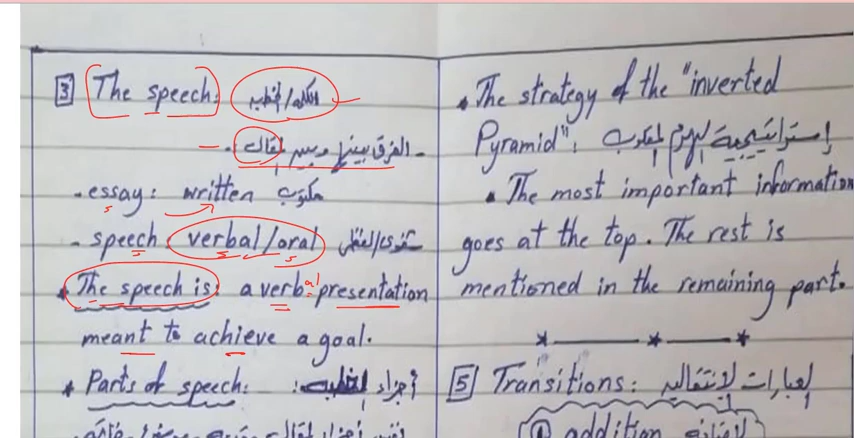 3 The speech: الكلمة/الخطبة
الفرق بينها وبين المقال
- essay: written مكتوب
- speech verbal/oral شفوي/لفظي
* The speech is: a verbal presentation
meant to achieve a goal.
* Parts of speech: أجزاء الخطبة:
• The strategy of the "inverted
Pyramid": إستراتيجية الهرم المقلوب
• The most important information
goes at the top. The rest is
mentioned in the remaining part.
5 Transitions: العبارات الانتقالية
① addition الإضافة